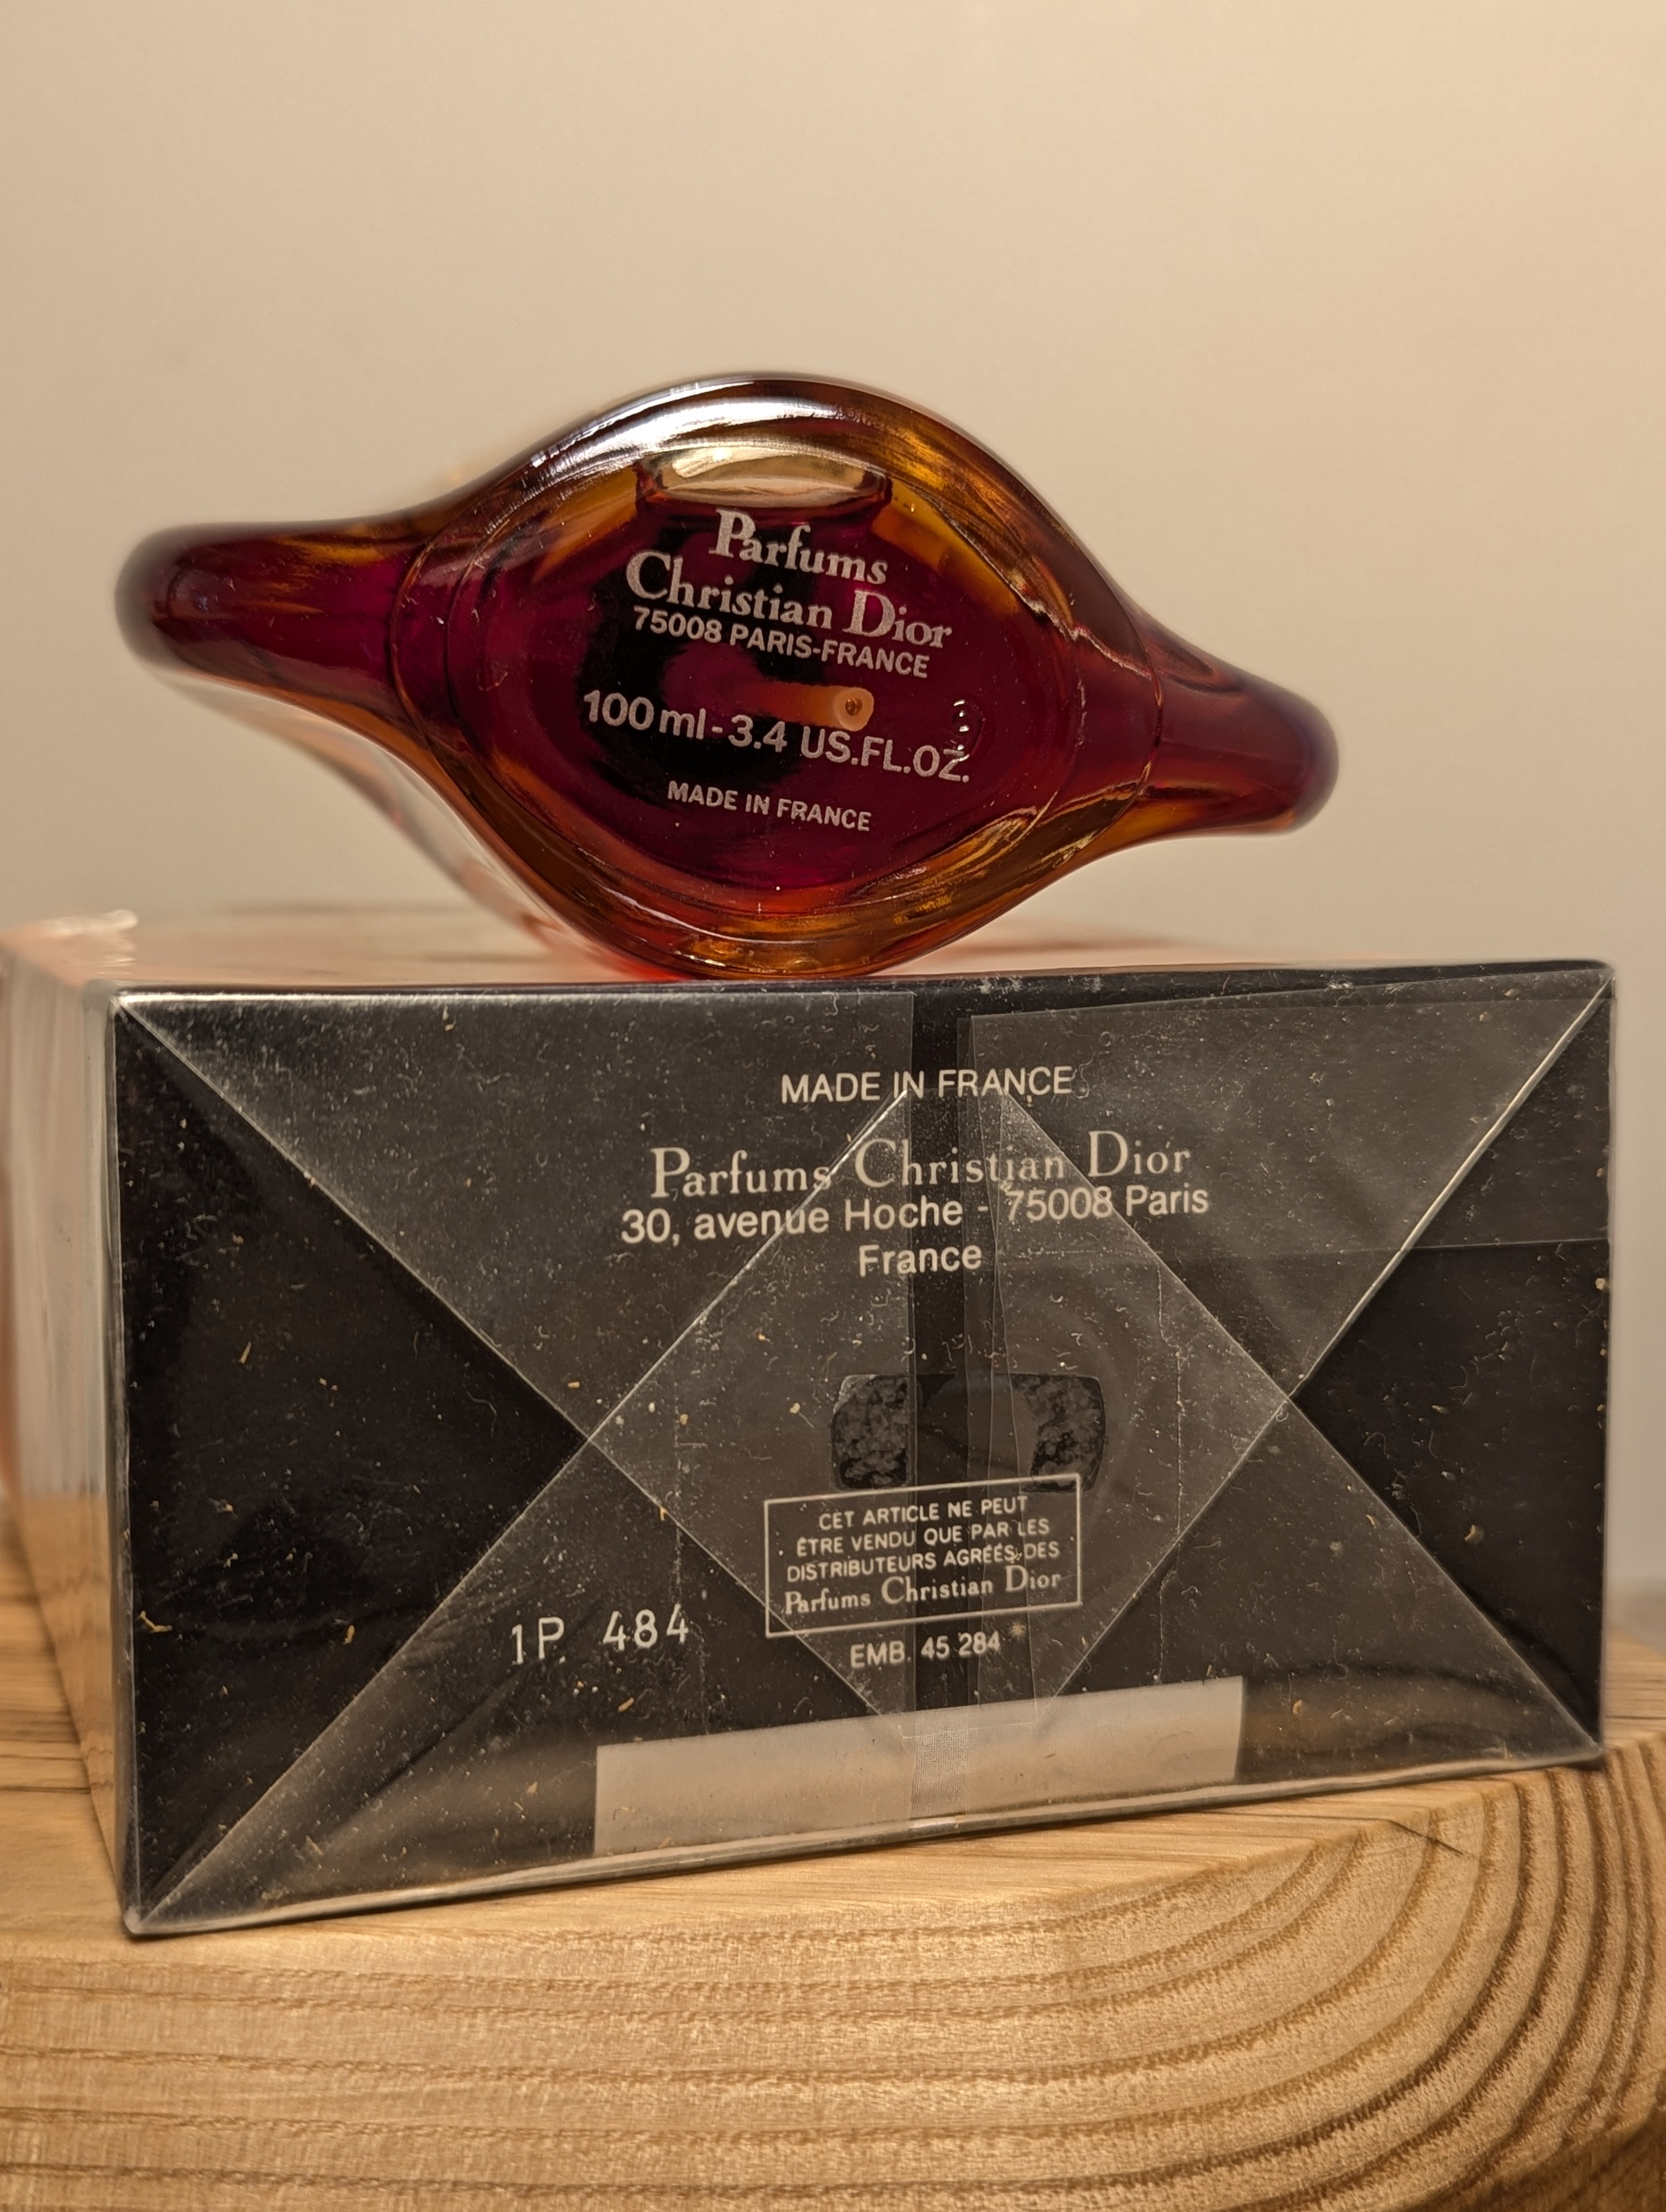 Parfums
Christian Dior
75008 PARIS-FRANCE
100 ml - 3.4 US.FL.OZ.
MADE IN FRANCE
MADE IN FRANCE
Parfums Christian Dior
30, avenue Hoche - 75008 Paris
France
CET ARTICLE NE PEUT
ÊTRE VENDU QUE PAR LES
DISTRIBUTEURS AGRÉÉS DES
Parfums Christian Dior
1P 484
EMB. 45 284